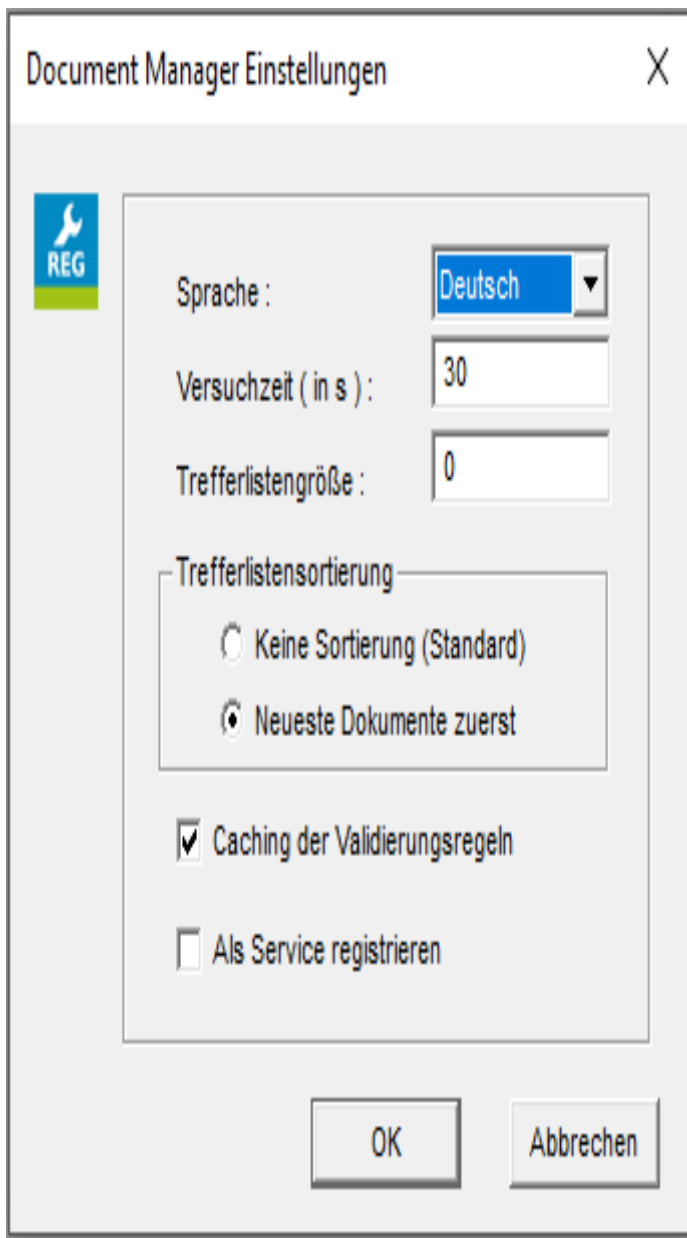 Document Manager Einstellungen
REG
Sprache : Deutsch
Versuchzeit ( in s ) : 30
Trefferlistengröße : 0
Trefferlistensortierung
Keine Sortierung (Standard)
Neueste Dokumente zuerst
Caching der Validierungsregeln
Als Service registrieren
OK Abbrechen